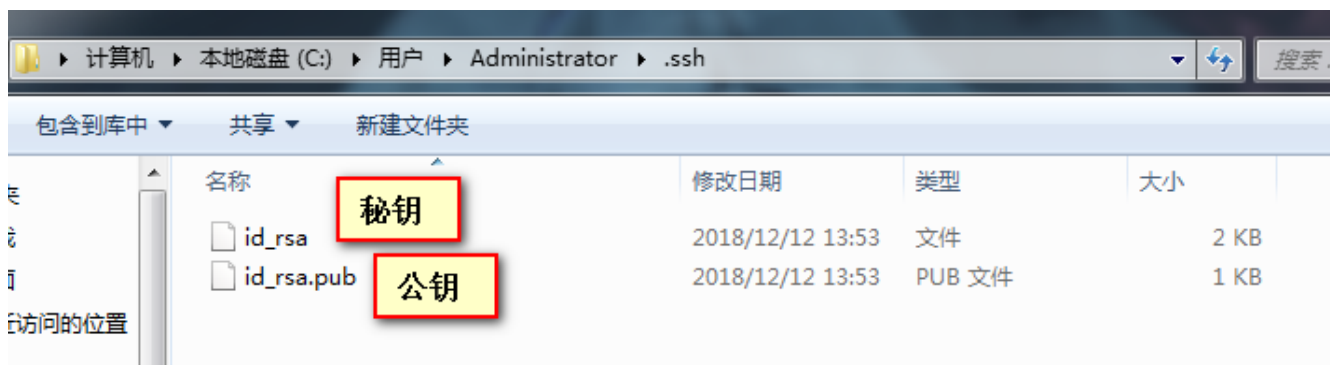 计算机 ▸ 本地磁盘 (C:) ▸ 用户 ▸ Administrator ▸ .ssh 搜索
包含到库中 共享 新建文件夹
名称 修改日期 类型 大小
秘钥
id_rsa 2018/12/12 13:53 文件 2 KB
id_rsa.pub 2018/12/12 13:53 PUB 文件 1 KB
公钥
访问的位置